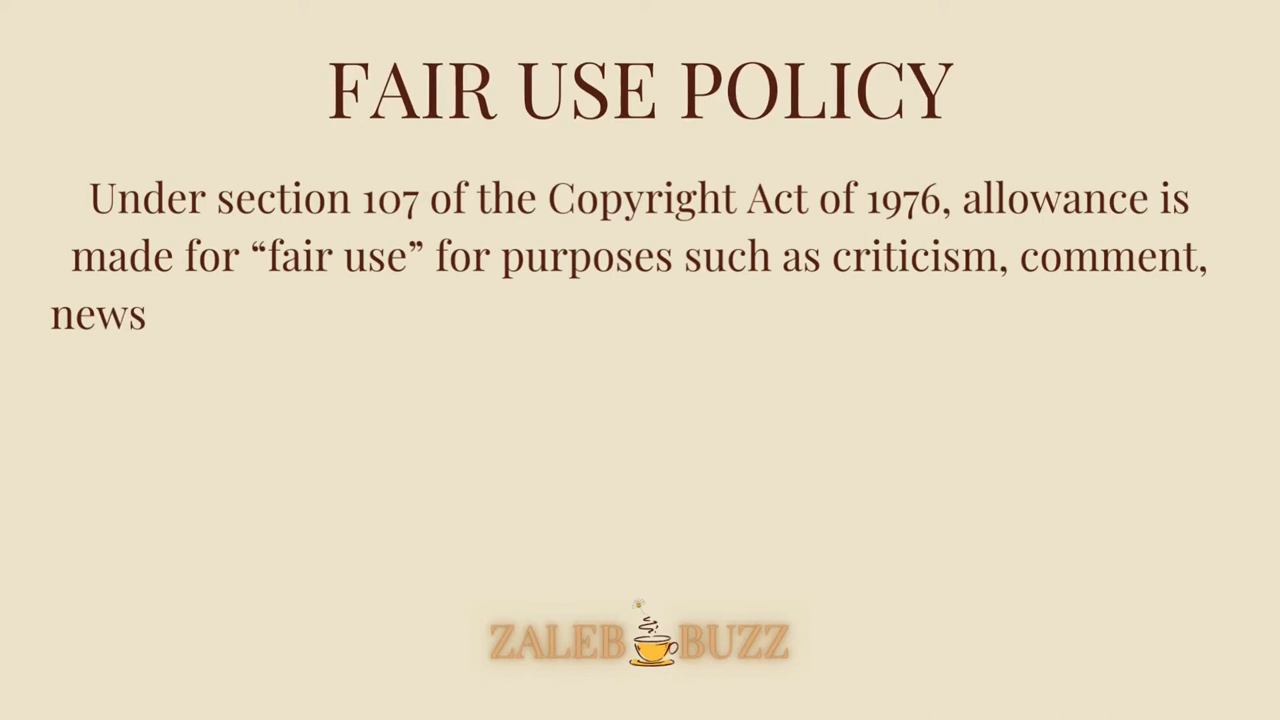 FAIR USE POLICY
Under section 107 of the Copyright Act of 1976, allowance is
made for “fair use” for purposes such as criticism, comment,
news
ZALEB BUZZ